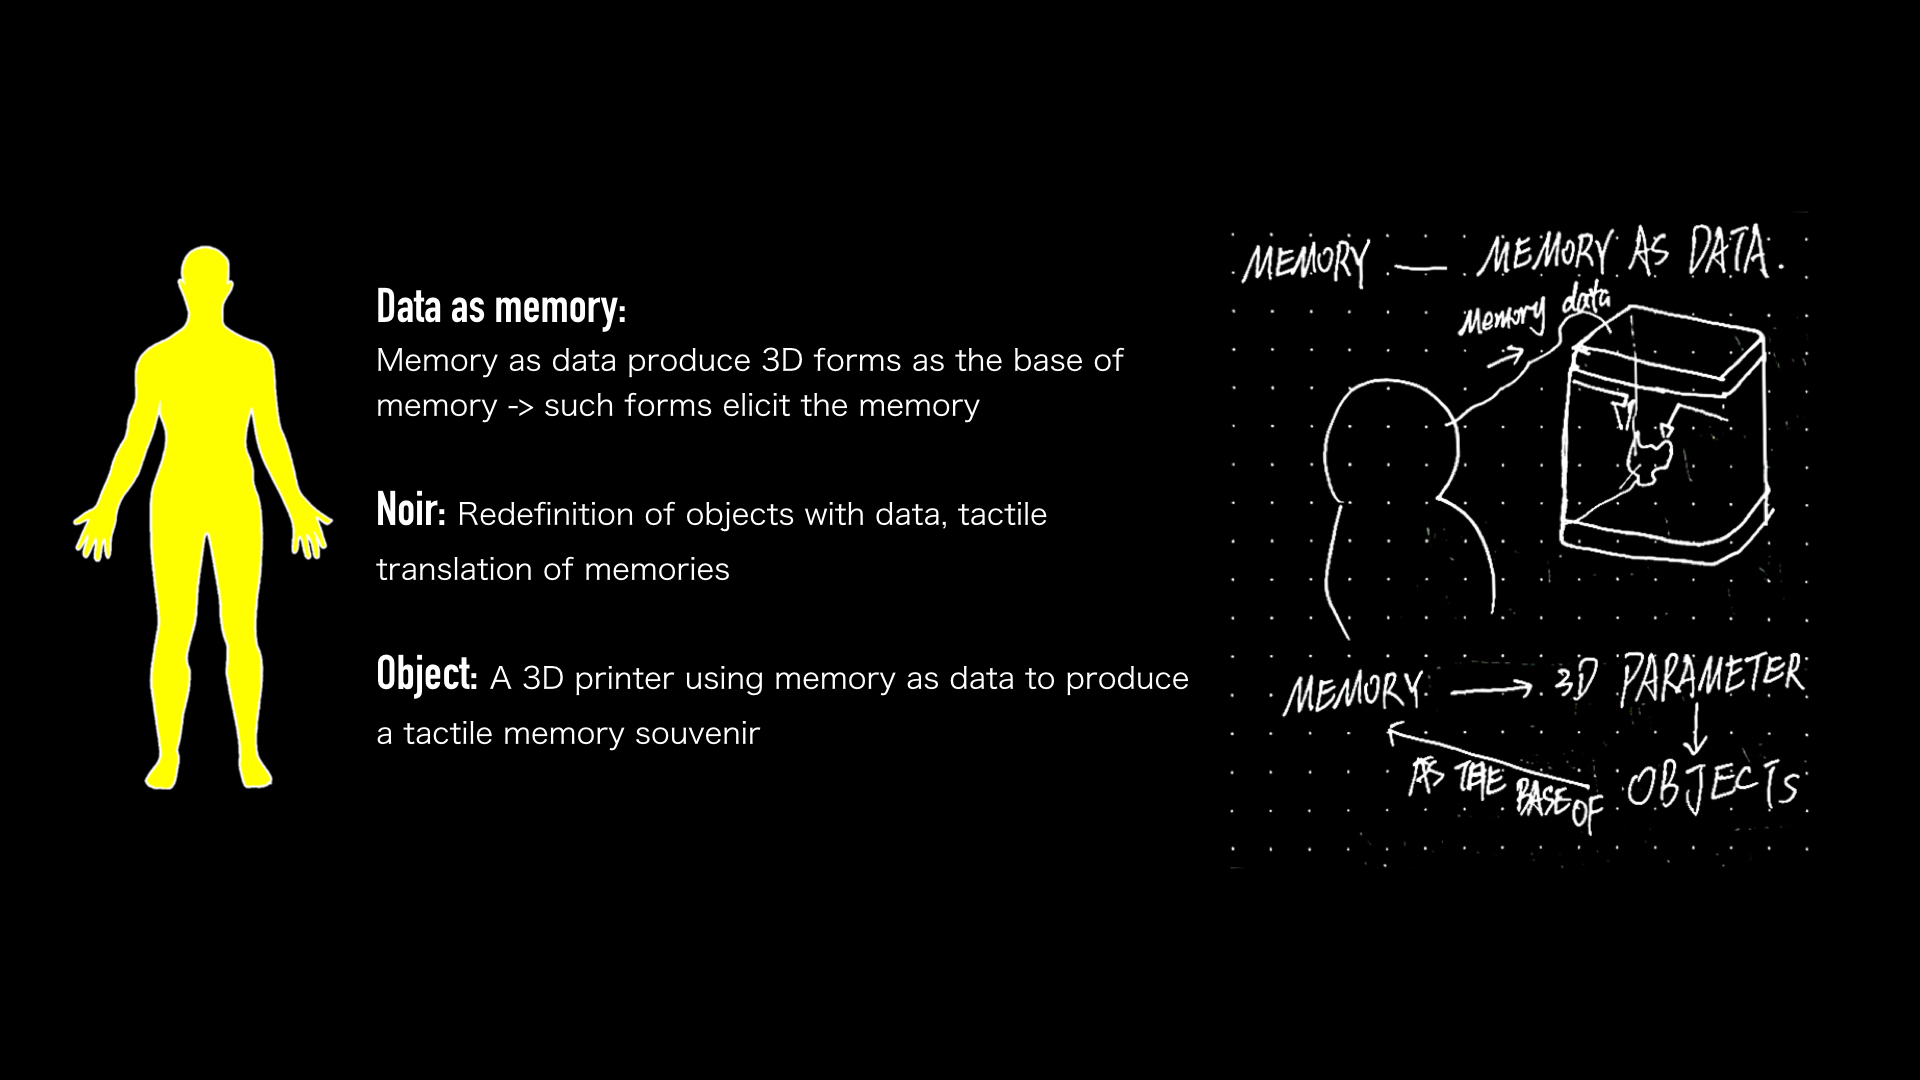 Data as memory:
Memory as data produce 3D forms as the base of
memory -> such forms elicit the memory
Noir: Redefinition of objects with data, tactile
translation of memories
Object: A 3D printer using memory as data to produce
a tactile memory souvenir
MEMORY — MEMORY AS DATA.
Memory data
MEMORY → 3D PARAMETER
AS THE BASE OF
OBJECTS